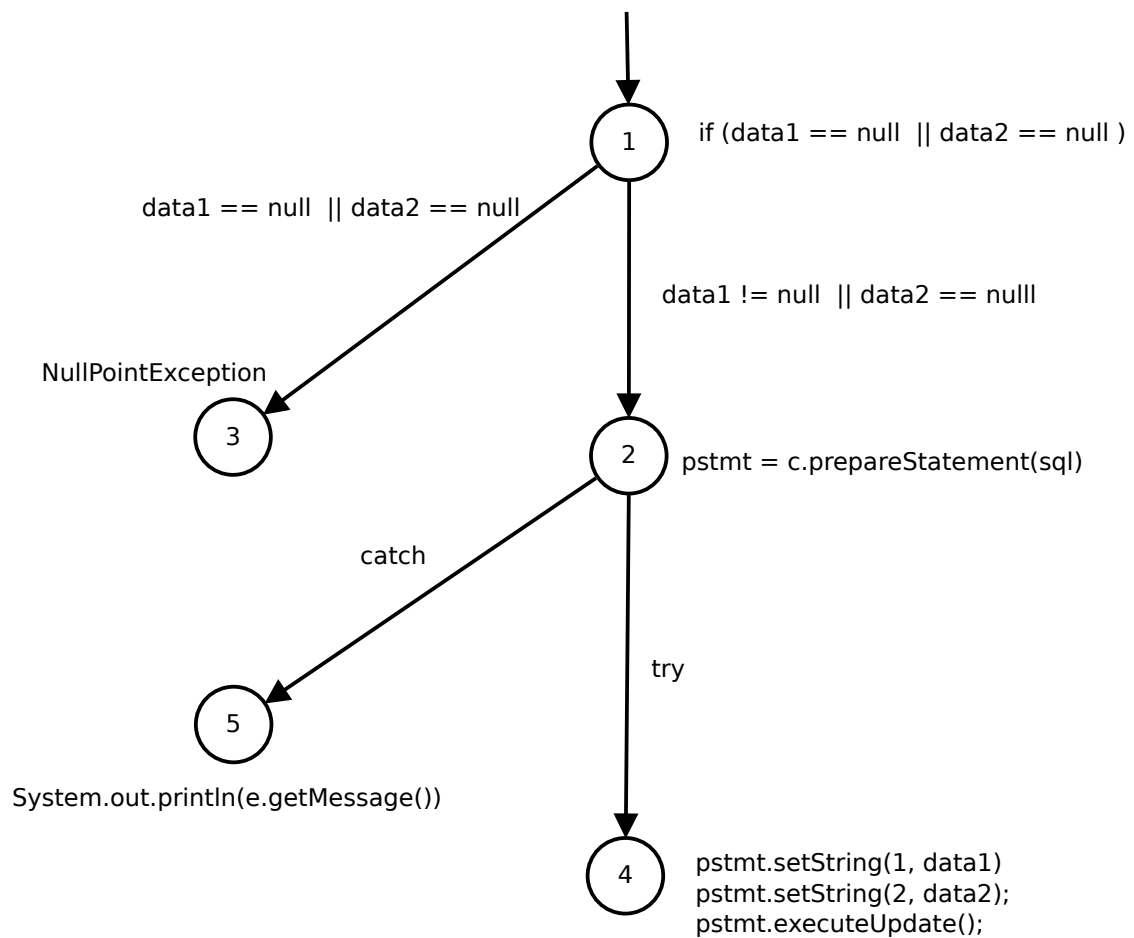 1
if (data1 == null  || data2 == null )
data1 == null  || data2 == null
data1 != null  || data2 == nulll
NullPointException
3
2
pstmt = c.prepareStatement(sql)
catch
try
5
System.out.println(e.getMessage())
4
pstmt.setString(1, data1)
pstmt.setString(2, data2);
pstmt.executeUpdate();